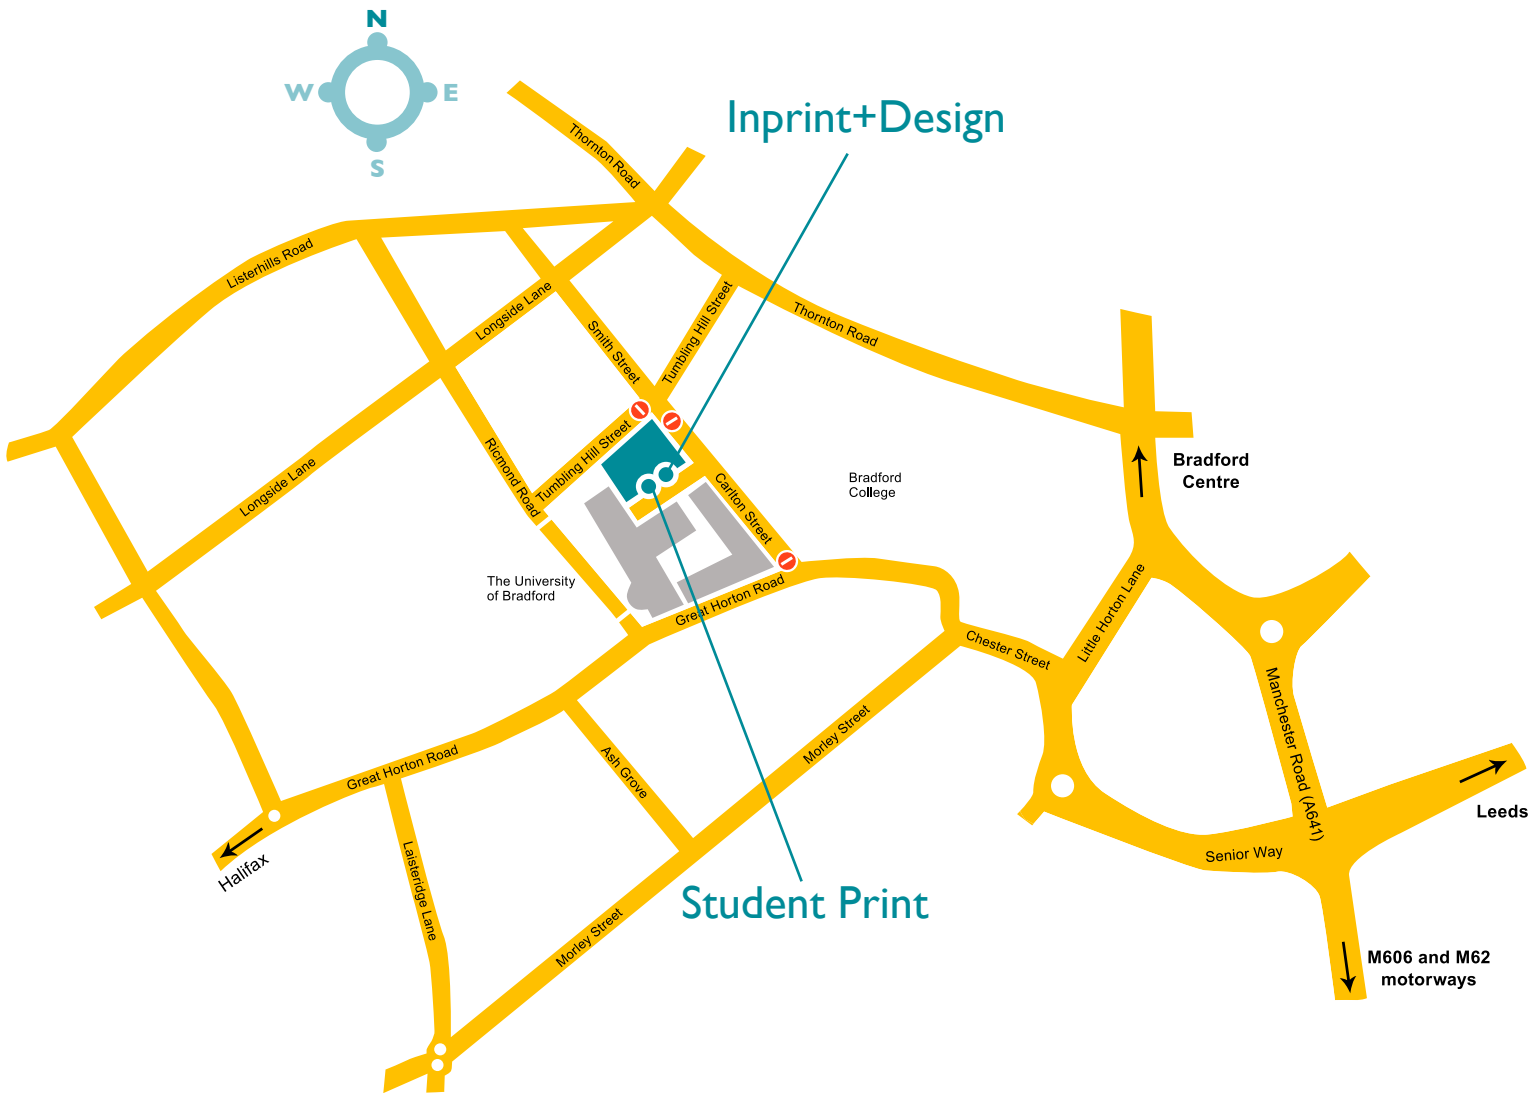 N
W
E
S
Inprint+Design
Thornton Road
Listerhills Road
Longside Lane
Smith Street
Tumbling Hill Street
Thornton Road
Longside Lane
Ricmond Road
Tumbling Hill Street
Carlton Street
Bradford
College
Bradford
Centre
The University
of Bradford
Great Horton Road
Chester Street
Little Horton Lane
Manchester Road (A641)
Great Horton Road
Ash Grove
Morley Street
Leeds
Senior Way
Halifax
Laisteridge Lane
Student Print
Morley Street
M606 and M62
motorways